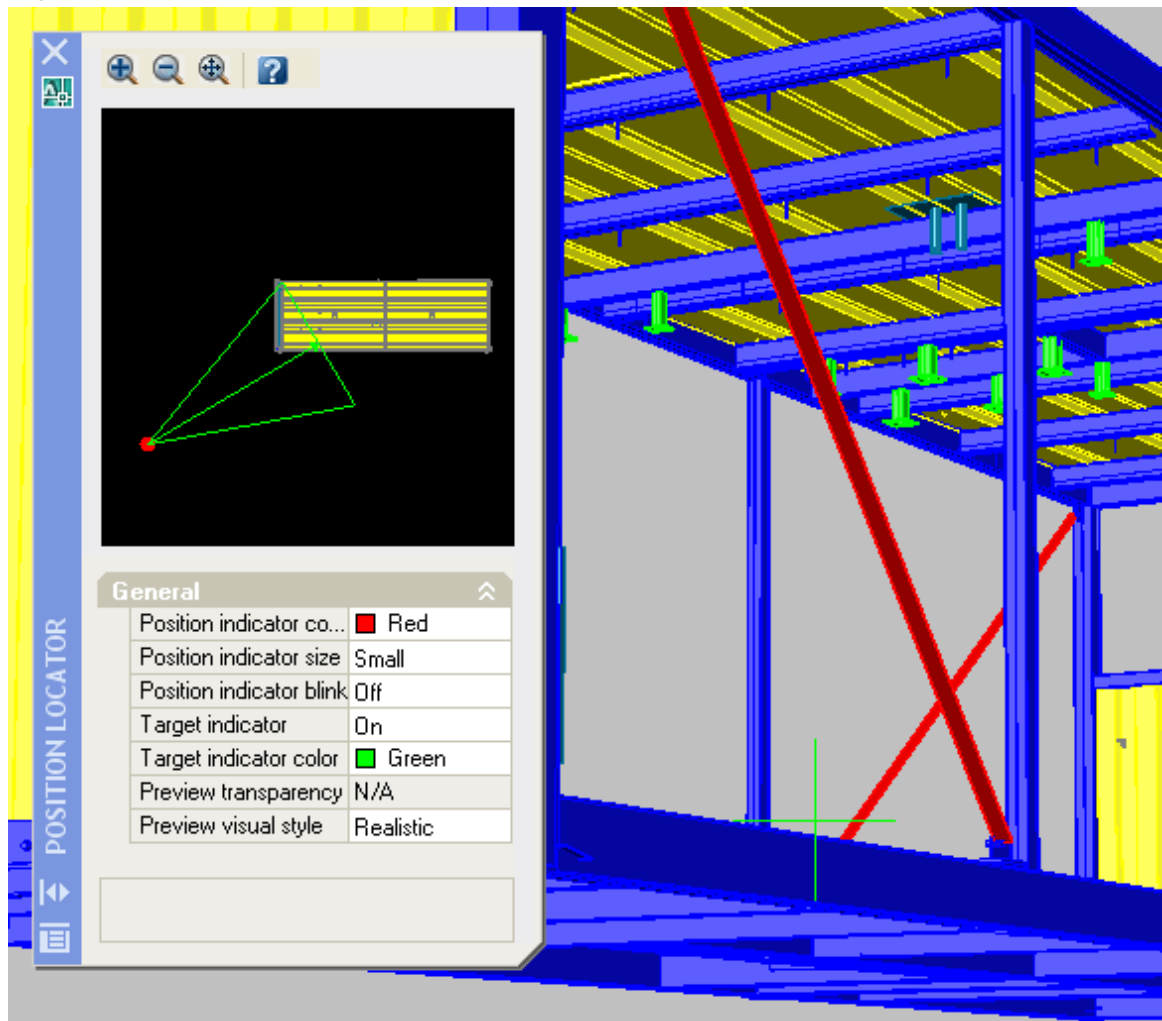 General
Position indicator co... Red
Position indicator size Small
Position indicator blink Off
Target indicator On
Target indicator color Green
Preview transparency N/A
Preview visual style Realistic
POSITION LOCATOR